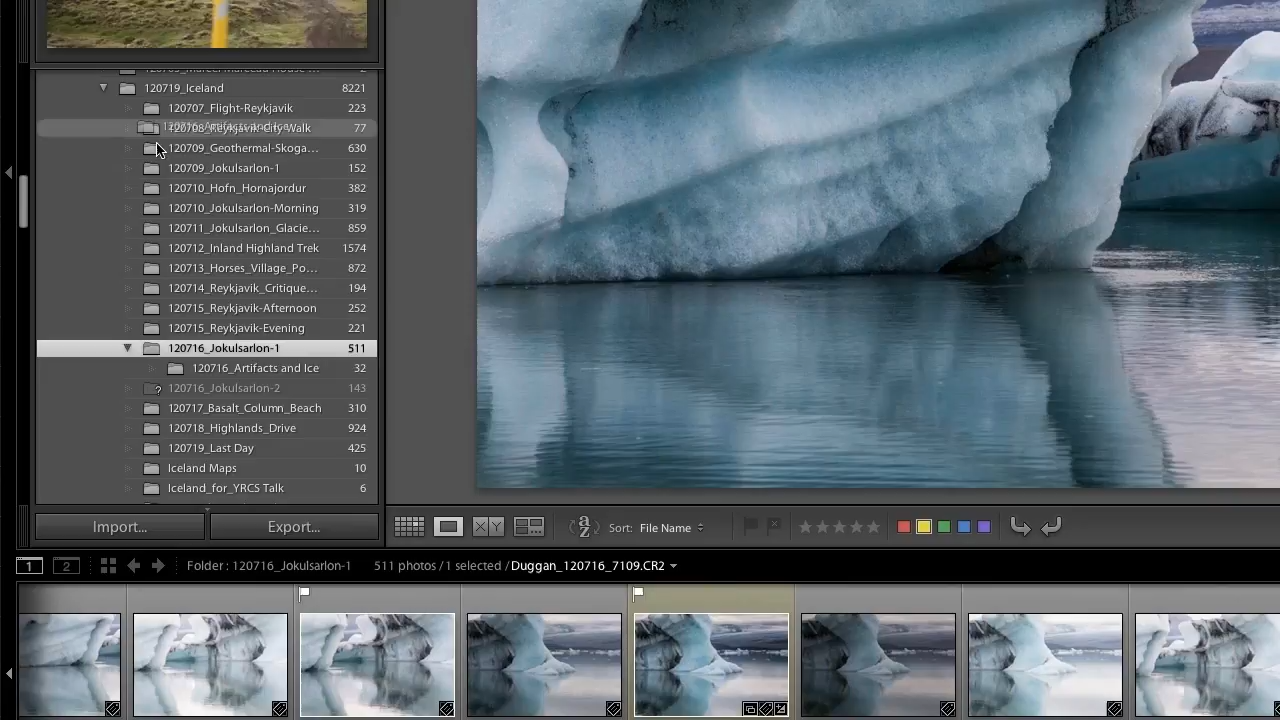 120719_Iceland 8221
120707_Flight-Reykjavik 223
120708_Reykjavik-City Walk 77
120709_Geothermal-Skoga... 630
120709_Jokulsarlon-1 152
120710_Hofn_Hornajordur 382
120710_Jokulsarlon-Morning 319
120711_Jokulsarlon_Glacie... 859
120712_Inland Highland Trek 1574
120713_Horses_Village_Po... 872
120714_Reykjavik_Critique... 194
120715_Reykjavik-Afternoon 252
120715_Reykjavik-Evening 221
120716_Jokulsarlon-1 511
120716_Artifacts and Ice 32
? 120716_Jokulsarlon-2 143
120717_Basalt_Column_Beach 310
120718_Highlands_Drive 924
120719_Last Day 425
Iceland Maps 10
Iceland_for_YRCS Talk 6
Import... Export...
X Y a z Sort: File Name
1 2 Folder : 120716_Jokulsarlon-1 511 photos / 1 selected / Duggan_120716_7109.CR2